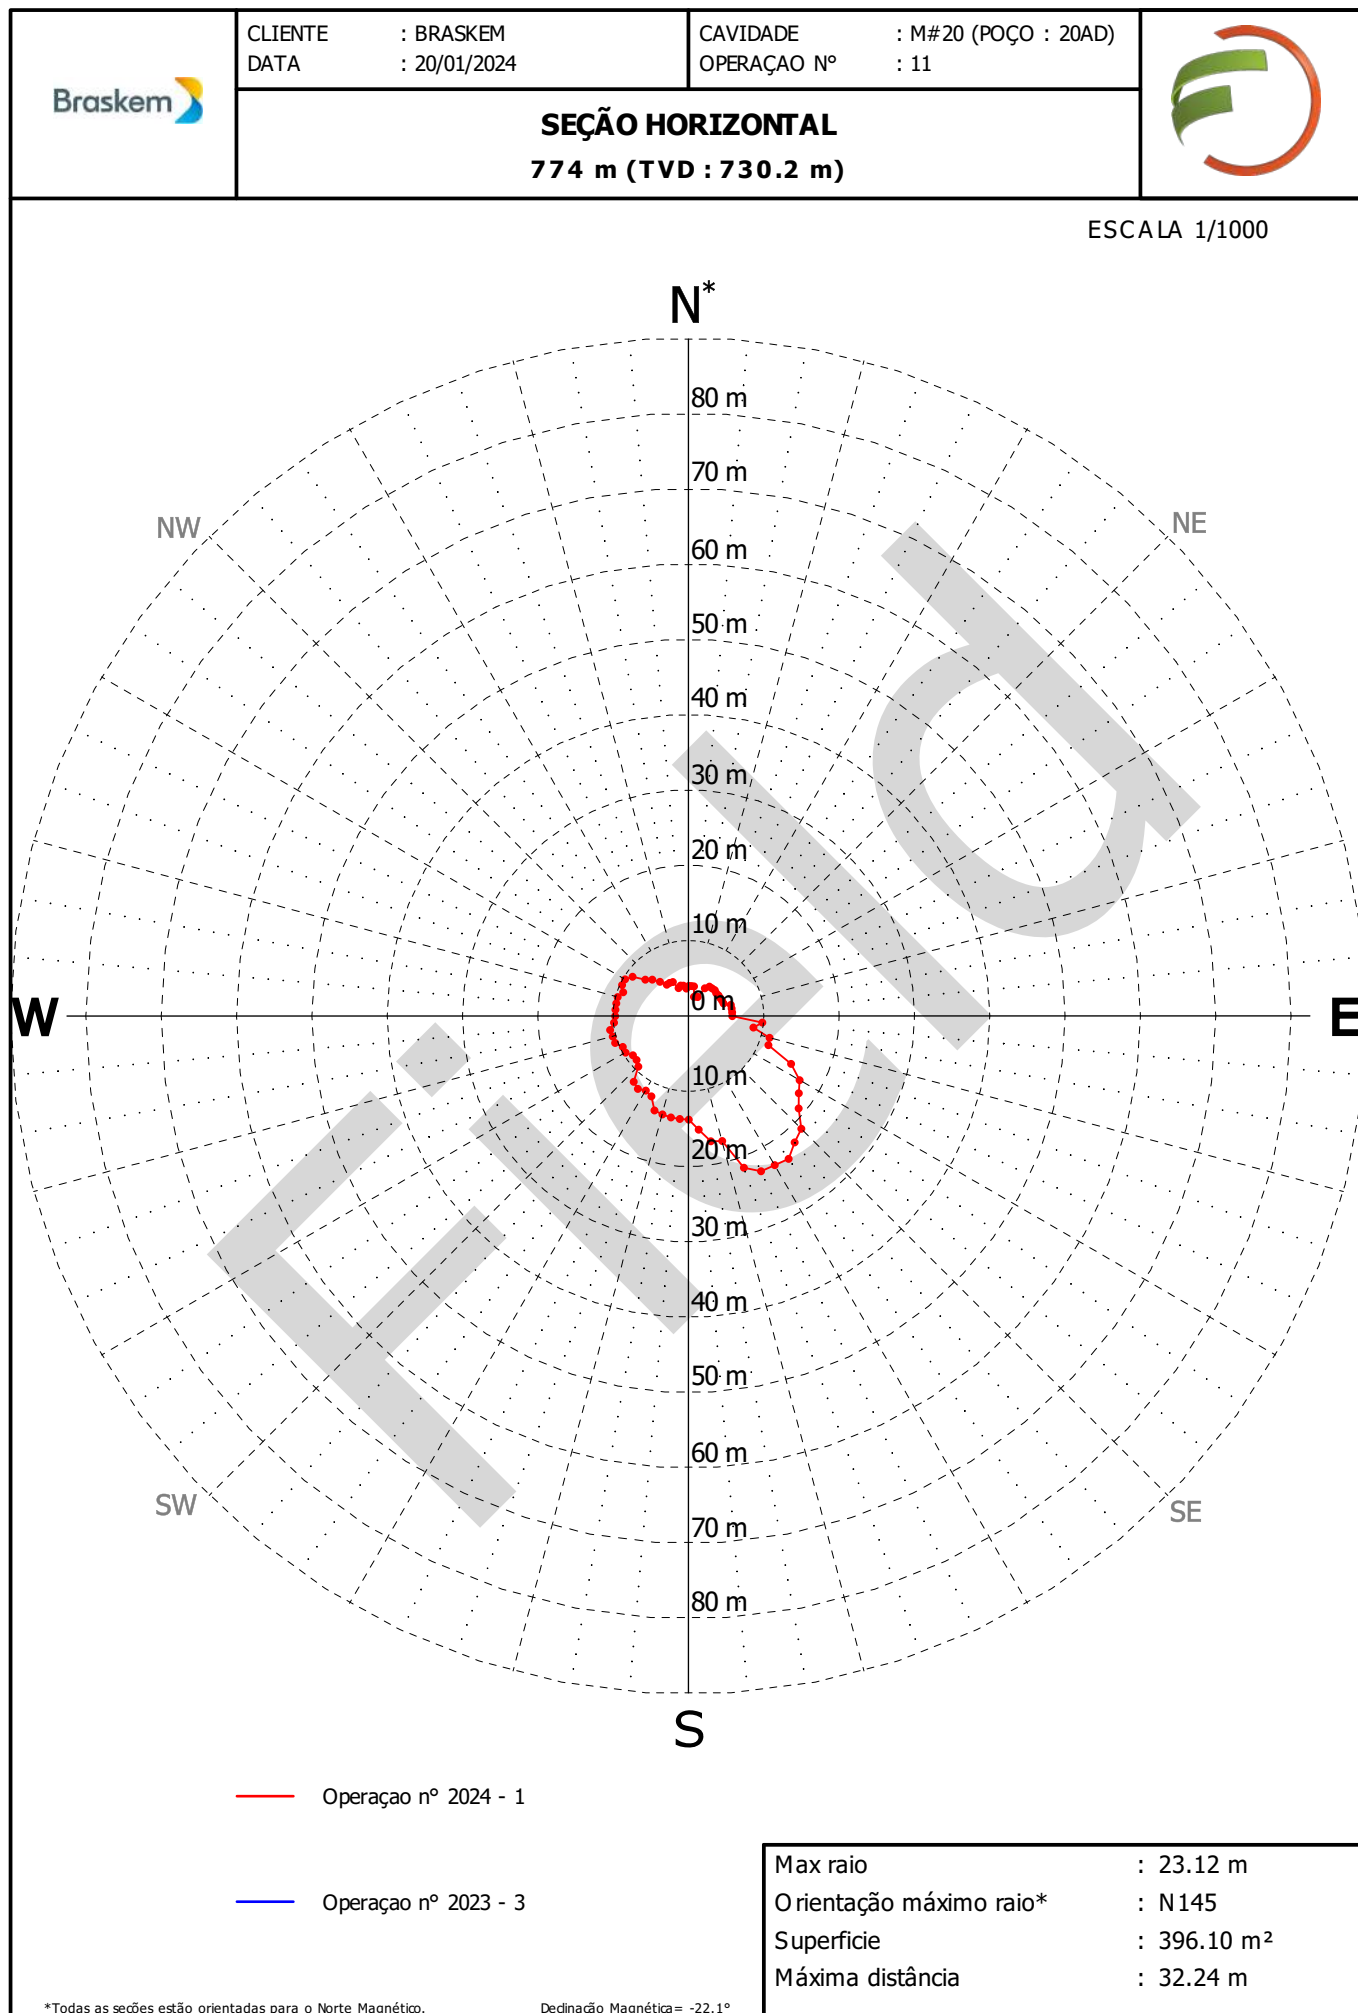 Braskem
CLIENTE : BRASKEM
DATA : 20/01/2024
CAVIDADE : M#20 (POÇO : 20AD)
OPERAÇAO N° : 11
SEÇÃO HORIZONTAL
774 m (TVD : 730.2 m)
ESCALA 1/1000
N*
80 m
70 m
60 m
50 m
40 m
30 m
20 m
10 m
0 m
10 m
20 m
30 m
40 m
50 m
60 m
70 m
80 m
NW
NE
W
E
SW
SE
S
Field
Operaçao n° 2024 - 1
Operaçao n° 2023 - 3
Max raio : 23.12 m
Orientação máximo raio* : N145
Superficie : 396.10 m²
Máxima distância : 32.24 m
*Todas as seções estão orientadas para o Norte Magnético.
Declinação Magnética= -22.1°